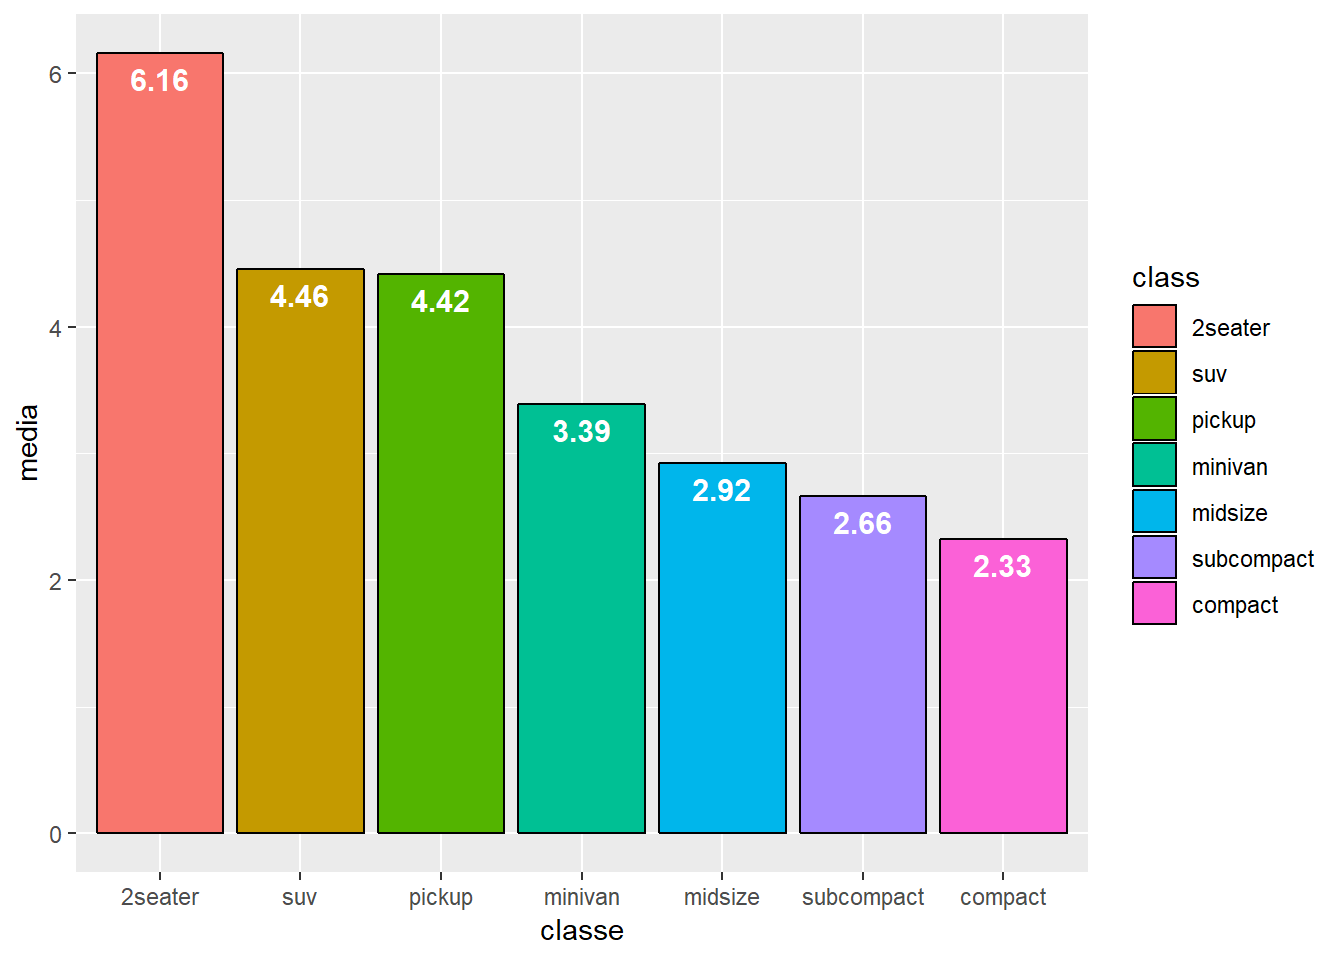 6
4
2
0
media
6.16
4.46
4.42
3.39
2.92
2.66
2.33
2seater
suv
pickup
minivan
midsize
subcompact
compact
classe
class
2seater
suv
pickup
minivan
midsize
subcompact
compact